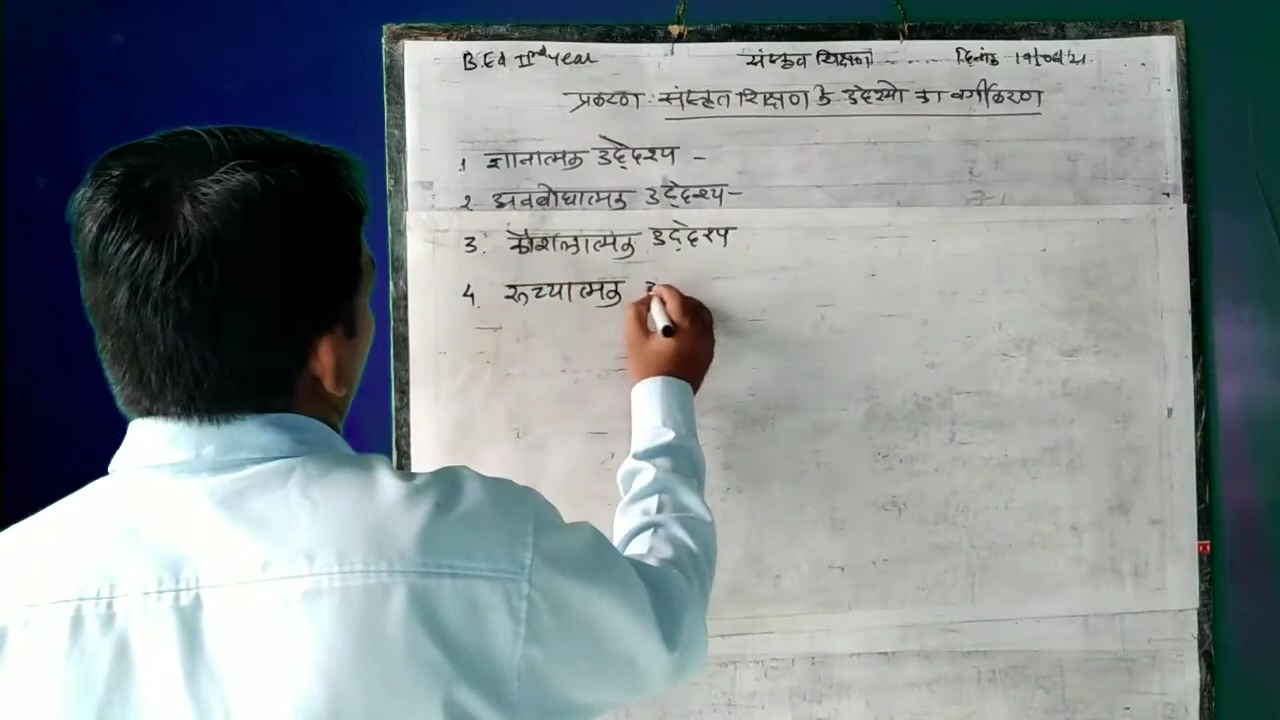 B.Ed IInd year संस्कृत शिक्षण ....... दिनांक
प्रकरण : संस्कृत शिक्षण के उद्देश्यो का वर्गीकरण
1. ज्ञानात्मक उद्देश्य -
2. अवबोधात्मक उद्देश्य -
3. कौशलात्मक उद्देश्य
4. रूच्यात्मक